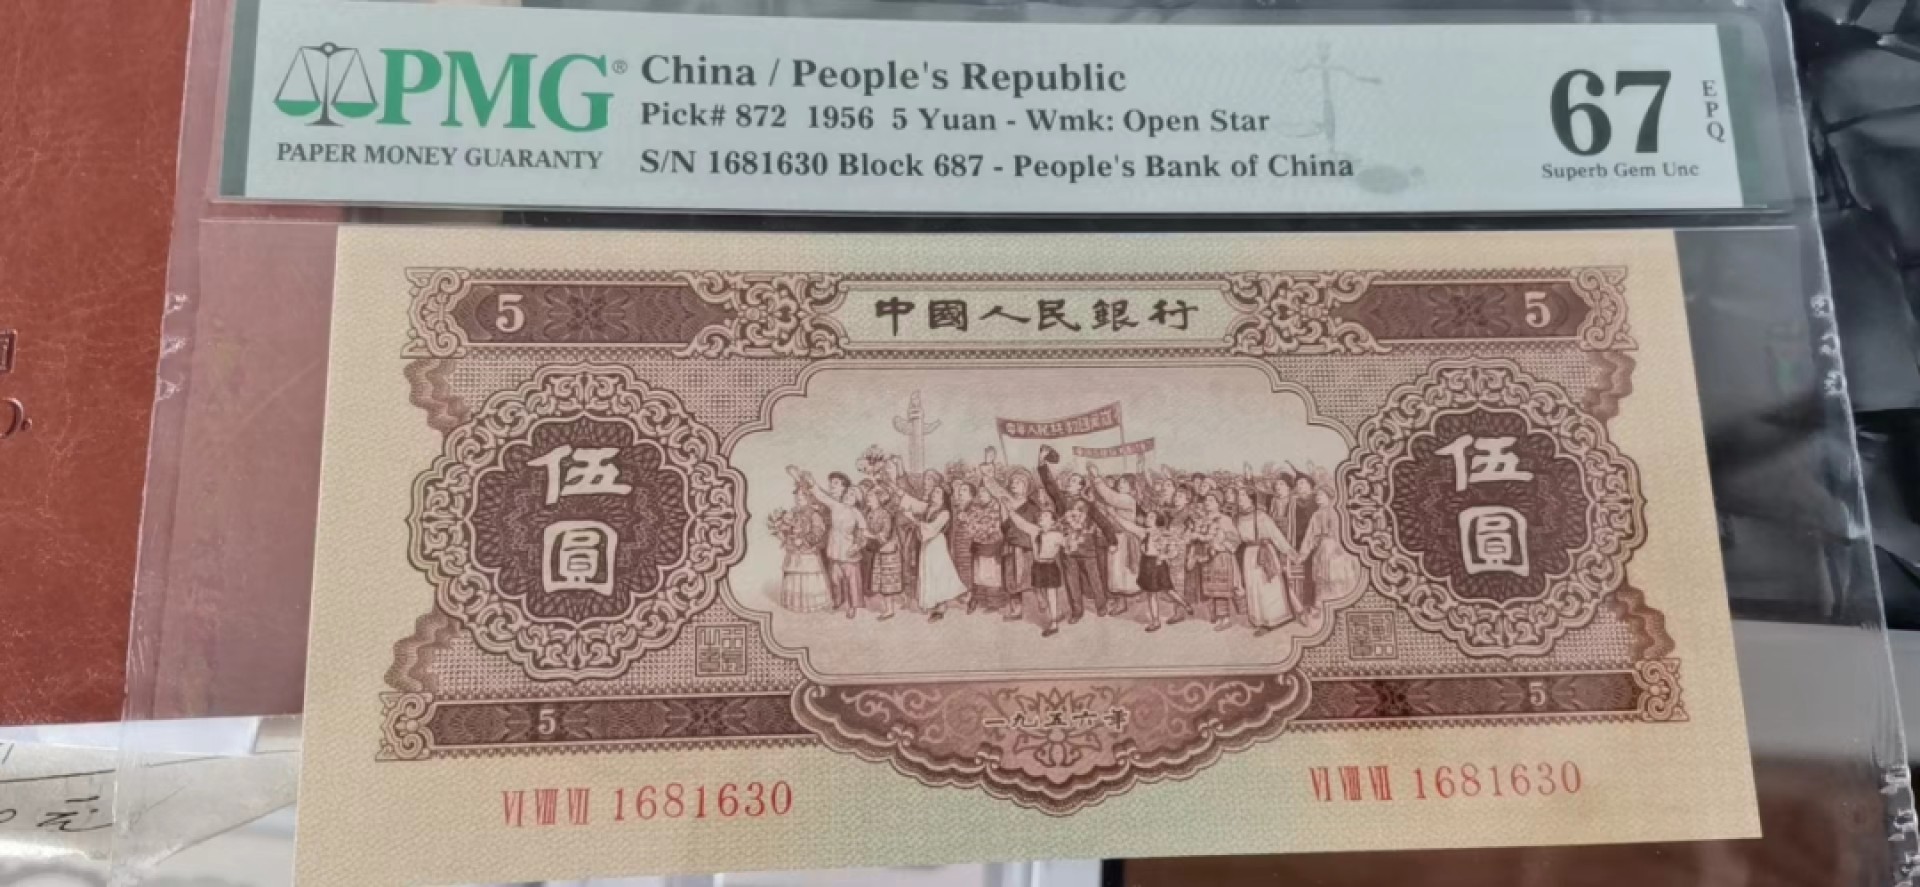 PMG®
PAPER MONEY GUARANTY
China / People's Republic
Pick# 872 1956 5 Yuan - Wmk: Open Star
S/N 1681630 Block 687 - People's Bank of China
67
EPQ
Superb Gem Unc
5
中國人民銀行
5
伍圓
伍圓
5
一九五六年
5
VI VIII VII 1681630
VI VIII VII 1681630